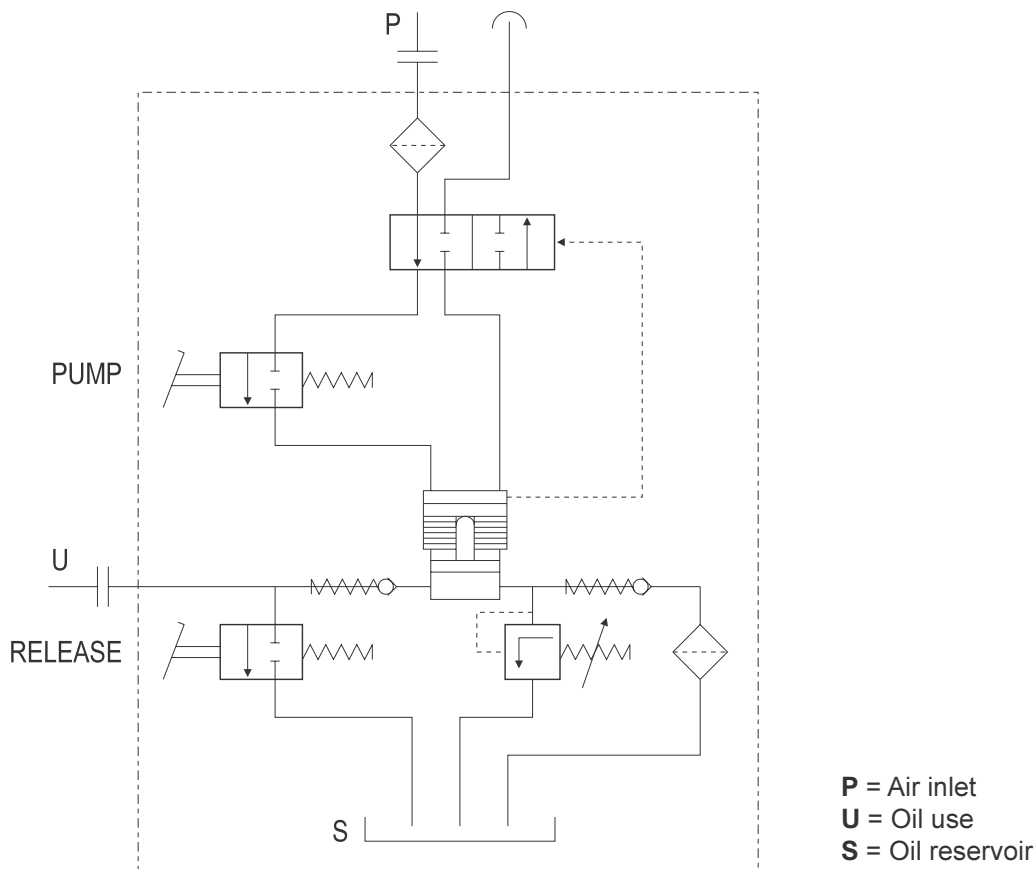 P
PUMP
U
RELEASE
S
P = Air inlet
U = Oil use
S = Oil reservoir